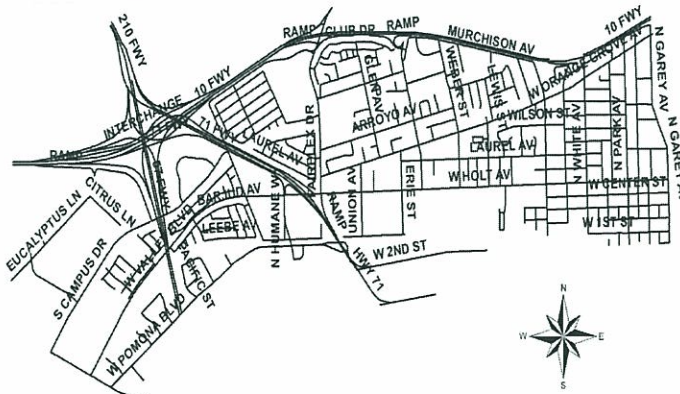 210 FWY
RAMP
CLUB DR
RAMP
MURCHISON AV
10 FWY
N GAREY AV
10 FWY
GLEN AV
WEBER ST
LEWIS ST
W ORANGE GROVE AV
INTERCHANGE
71 FWY
LAUREL AV
ARROYO AV
WILSON ST
N WHITE AV
N PARK AV
RAMP
FAIRPLEX DR
LAUREL AV
N GAREY AV
W HOLT AV
W CENTER ST
CITRUS LN
EUCALYPTUS LN
57 FWY
W VALLEY BLVD
UNION AV
ERIE ST
S CAMPUS DR
LEEBE AV
N HUMANE WY
RAMP
W 1ST ST
PACIFIC ST
W 2ND ST
HWY 71
W POMONA BLVD
N
W
E
S